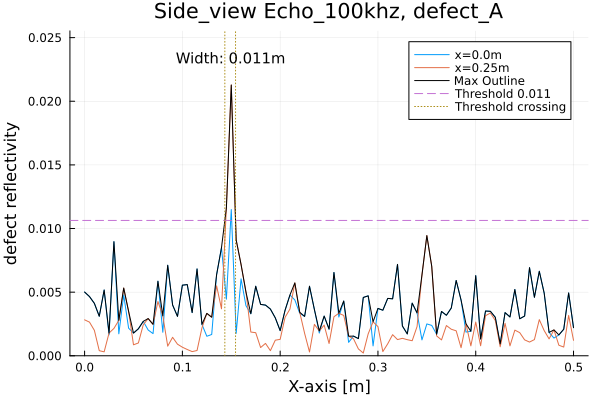 Side_view Echo_100khz, defect_A
0.025
0.020
0.015
0.010
0.005
0.000
defect reflectivity
Width: 0.011m
x=0.0m
x=0.25m
Max Outline
Threshold 0.011
Threshold crossing
0.0
0.1
0.2
0.3
0.4
0.5
X-axis [m]